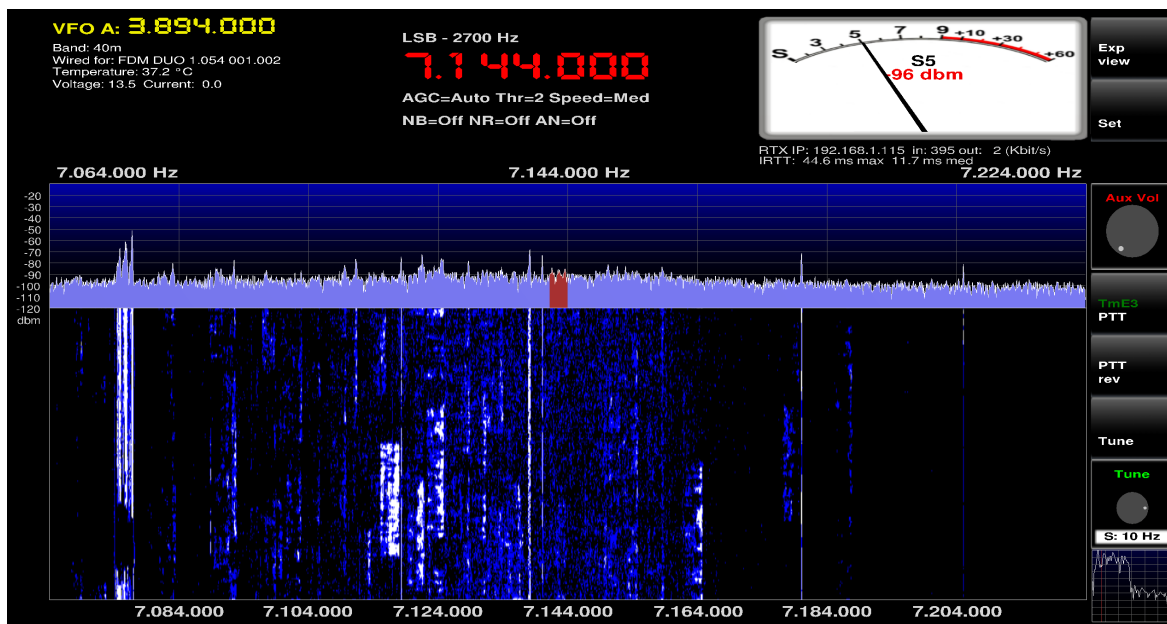 VFO A: 3.894.000
Band: 40m
Wired for: FDM DUO 1.054 001.002
Temperature: 37.2 °C
Voltage: 13.5 Current: 0.0
LSB - 2700 Hz
7.144.000
AGC=Auto Thr=2 Speed=Med
NB=Off NR=Off AN=Off
S 3 5 7 9 +10 +30 +60
S5
-96 dbm
RTX IP: 192.168.1.115 in: 395 out: 2 (Kbit/s)
IRTT: 44.6 ms max 11.7 ms med
Exp
view
Set
7.064.000 Hz 7.144.000 Hz 7.224.000 Hz
-20
-30
-40
-50
-60
-70
-80
-90
-100
-110
-120
dbm
Aux Vol
TmE3
PTT
PTT
rev
Tune
Tune
S: 10 Hz
7.084.000 7.104.000 7.124.000 7.144.000 7.164.000 7.184.000 7.204.000